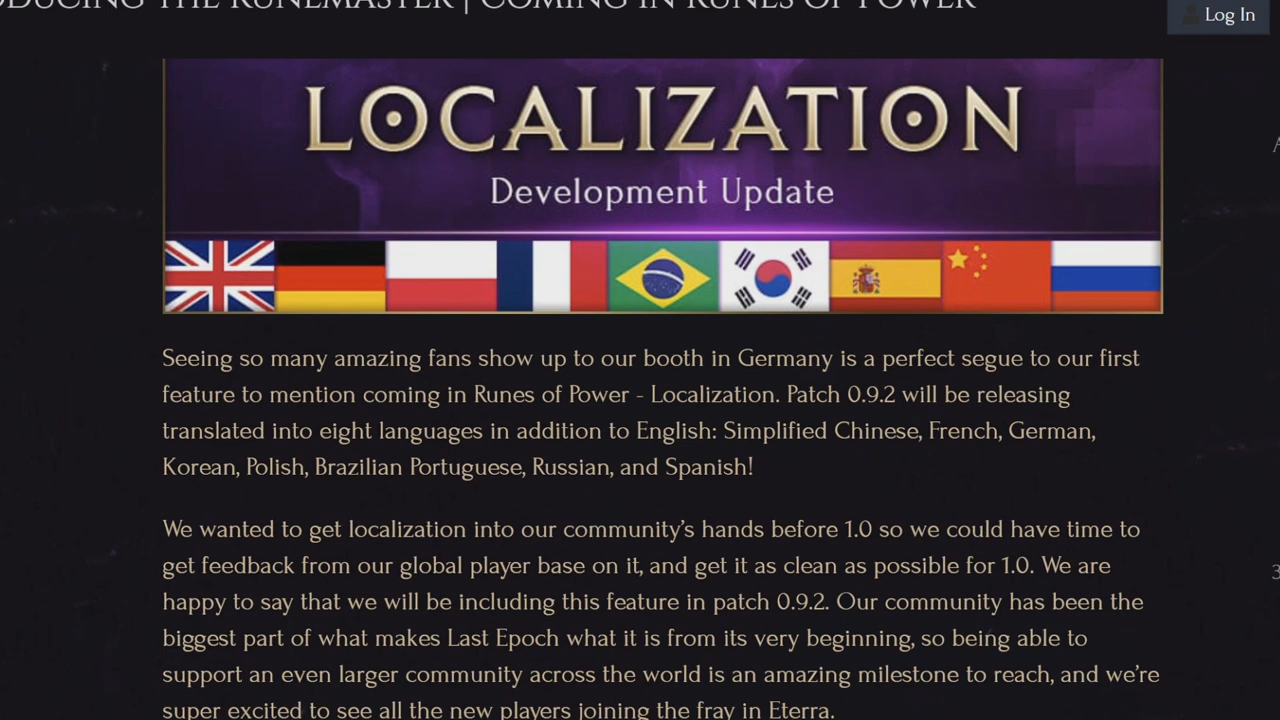 ODUCING THE RUNEMASTER | COMING IN RUNES OF POWER
Log In
LOCALIZATION
Development Update
Seeing so many amazing fans show up to our booth in Germany is a perfect segue to our first
feature to mention coming in Runes of Power - Localization. Patch 0.9.2 will be releasing
translated into eight languages in addition to English: Simplified Chinese, French, German,
Korean, Polish, Brazilian Portuguese, Russian, and Spanish!
We wanted to get localization into our community’s hands before 1.0 so we could have time to
get feedback from our global player base on it, and get it as clean as possible for 1.0. We are
happy to say that we will be including this feature in patch 0.9.2. Our community has been the
biggest part of what makes Last Epoch what it is from its very beginning, so being able to
support an even larger community across the world is an amazing milestone to reach, and we’re
super excited to see all the new players joining the fray in Eterra.